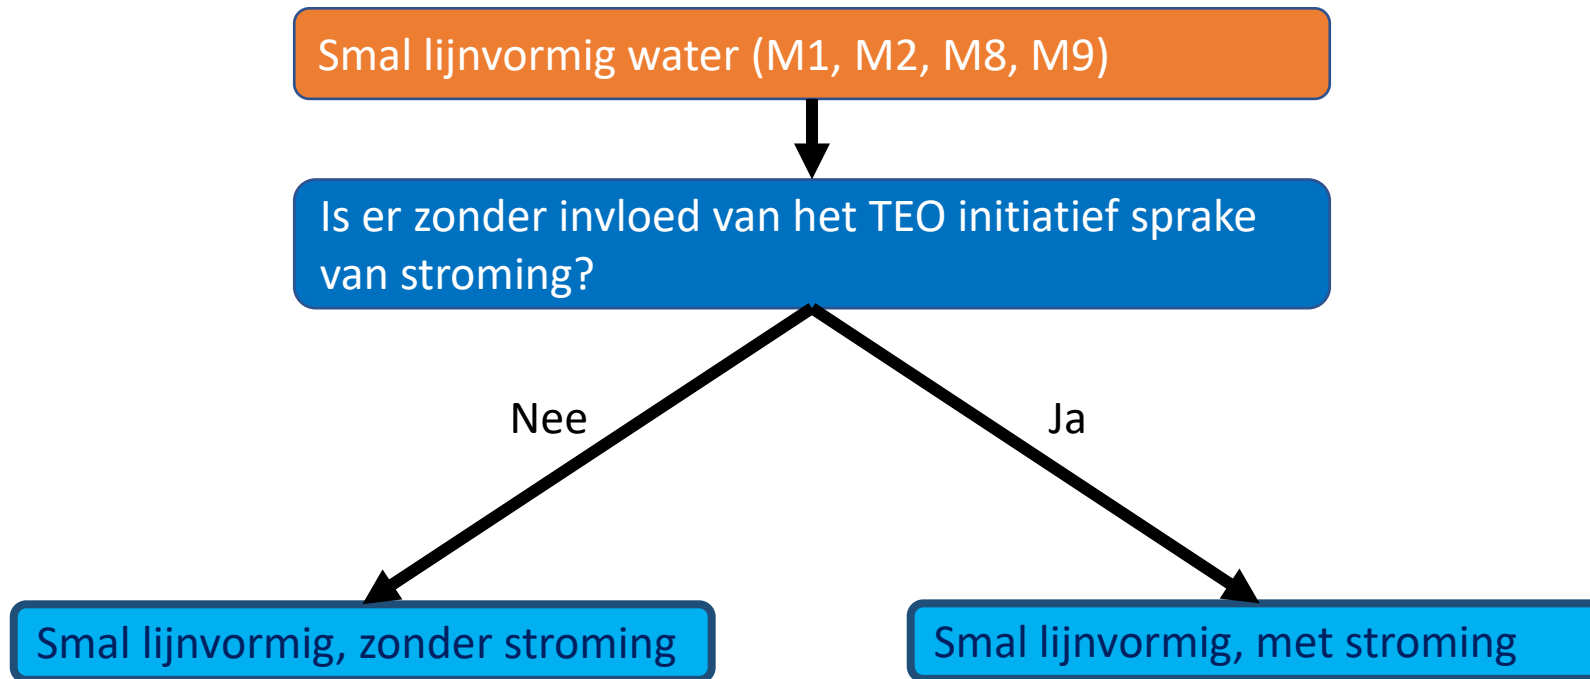 Smal lijnvormig water (M1, M2, M8, M9)
Is er zonder invloed van het TEO initiatief sprake
van stroming?
Nee
Ja
Smal lijnvormig, zonder stroming
Smal lijnvormig, met stroming